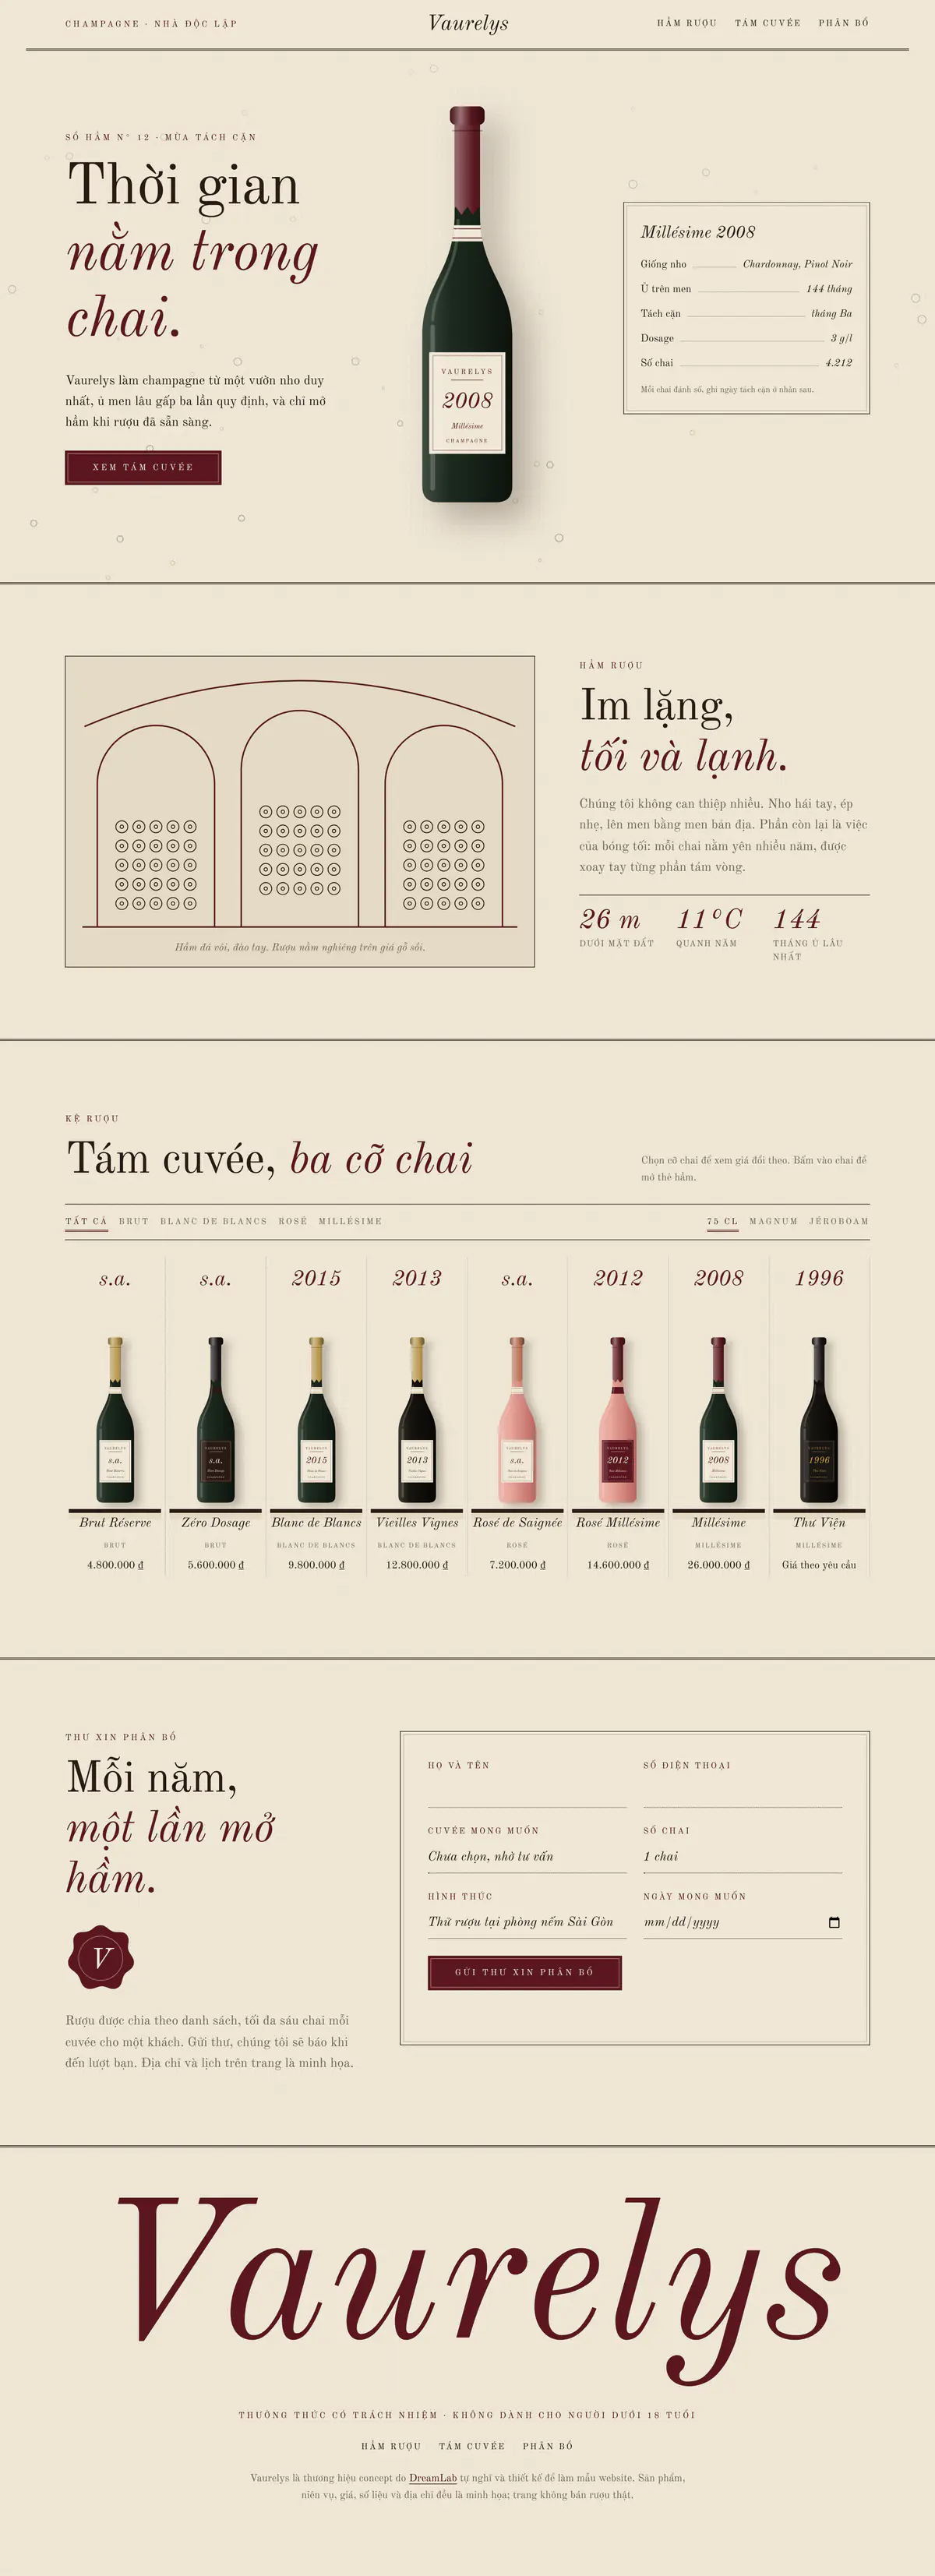 CHAMPAGNE · NHÀ ĐỘC LẬP
Vaurelys
HẦM RƯỢU TÁM CUVÉE PHÂN BỔ
SỔ HẦM N° 12 · MÙA TÁCH CẶN
Thời gian
nằm trong
chai.
Vaurelys làm champagne từ một vườn nho duy
nhất, ủ men lâu gấp ba lần quy định, và chỉ mở
hầm khi rượu đã sẵn sàng.
XEM TÁM CUVÉE
VAURELYS
2008
Millésime
CHAMPAGNE
Millésime 2008
Giống nho Chardonnay, Pinot Noir
Ủ trên men 144 tháng
Tách cặn tháng Ba
Dosage 3 g/l
Số chai 4.212
Mỗi chai đánh số, ghi ngày tách cặn ở nhãn sau.
Hầm đá vôi, đào tay. Rượu nằm nghiêng trên giá gỗ sồi.
HẦM RƯỢU
Im lặng,
tối và lạnh.
Chúng tôi không can thiệp nhiều. Nho hái tay, ép
nhẹ, lên men bằng men bản địa. Phần còn lại là việc
của bóng tối: mỗi chai nằm yên nhiều năm, được
xoay tay từng phần tám vòng.
26 m 11°C 144
DƯỚI MẶT ĐẤT QUANH NĂM THÁNG Ủ LÂU
NHẤT
KỆ RƯỢU
Tám cuvée, ba cỡ chai
Chọn cỡ chai để xem giá đổi theo. Bấm vào chai để
mở thẻ hầm.
TẤT CẢ BRUT BLANC DE BLANCS ROSÉ MILLÉSIME
75 CL MAGNUM JÉROBOAM
s.a. s.a. 2015 2013 s.a. 2012 2008 1996
VAURELYS VAURELYS VAURELYS VAURELYS VAURELYS VAURELYS VAURELYS VAURELYS
s.a. s.a. 2015 2013 s.a. 2012 2008 1996
Brut Réserve Zéro Dosage Blanc de Blancs Vieilles Vignes Rosé de Saignée Rosé Millésime Millésime Thư Viện
BRUT BRUT BLANC DE BLANCS BLANC DE BLANCS ROSÉ ROSÉ MILLÉSIME MILLÉSIME
4.800.000 ₫ 5.600.000 ₫ 9.800.000 ₫ 12.800.000 ₫ 7.200.000 ₫ 14.600.000 ₫ 26.000.000 ₫ Giá theo yêu cầu
THƯ XIN PHÂN BỔ
Mỗi năm,
một lần mở
hầm.
V
Rượu được chia theo danh sách, tối đa sáu chai mỗi
cuvée cho một khách. Gửi thư, chúng tôi sẽ báo khi
đến lượt bạn. Địa chỉ và lịch trên trang là minh họa.
HỌ VÀ TÊN SỐ ĐIỆN THOẠI
CUVÉE MONG MUỐN SỐ CHAI
Chưa chọn, nhờ tư vấn 1 chai
HÌNH THỨC NGÀY MONG MUỐN
Thử rượu tại phòng nếm Sài Gòn mm/dd/yyyy
GỬI THƯ XIN PHÂN BỔ
Vaurelys
THƯỞNG THỨC CÓ TRÁCH NHIỆM · KHÔNG DÀNH CHO NGƯỜI DƯỚI 18 TUỔI
HẦM RƯỢU TÁM CUVÉE PHÂN BỔ
Vaurelys là thương hiệu concept do DreamLab tự nghĩ và thiết kế để làm mẫu website. Sản phẩm,
niên vụ, giá, số liệu và địa chỉ đều là minh họa; trang không bán rượu thật.